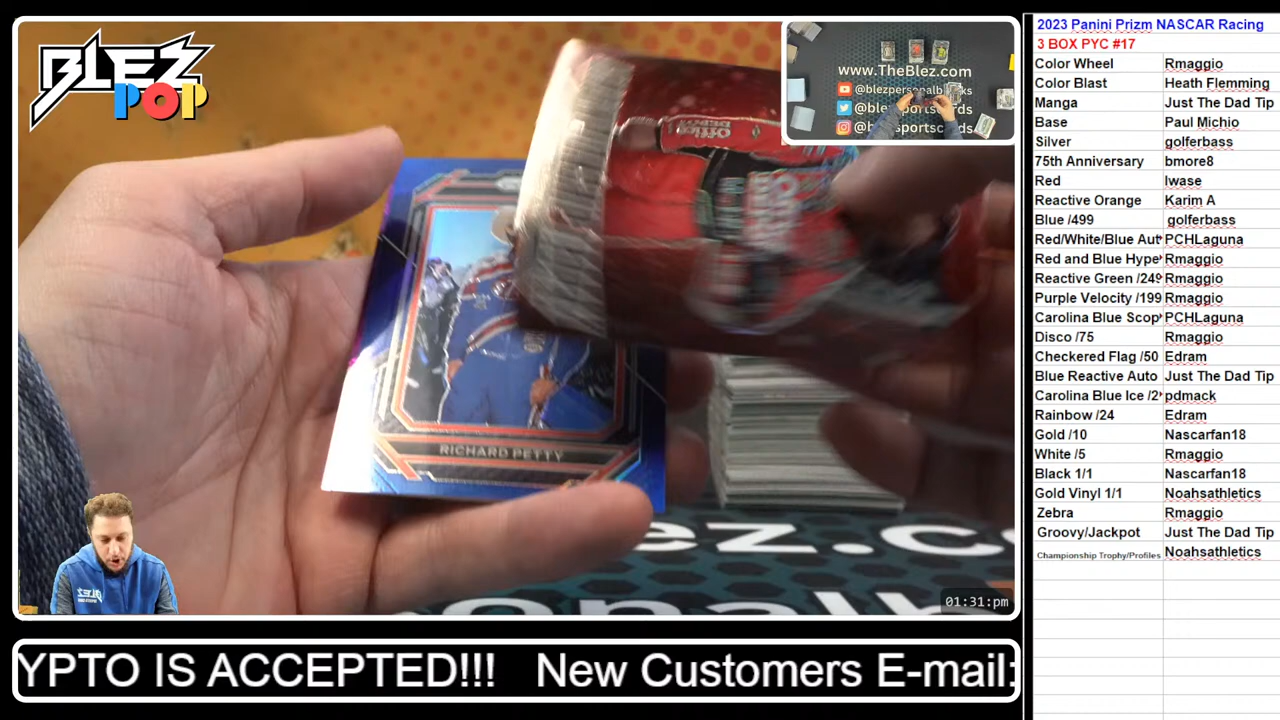 BLEZ
POP
www.TheBlez.com
Office
DEPOT
RICHARD PETTY
01:31:pm
YPTO IS ACCEPTED!!! New Customers E-mail:
2023 Panini Prizm NASCAR Racing
3 BOX PYC #17
Color Wheel Rmaggio
Color Blast Heath Flemming
Manga Just The Dad Tip
Base Paul Michio
Silver golferbass
75th Anniversary bmore8
Red Iwase
Reactive Orange Karim A
Blue /499 golferbass
Red/White/Blue Aut PCHLaguna
Red and Blue Hype Rmaggio
Reactive Green /249 Rmaggio
Purple Velocity /199 Rmaggio
Carolina Blue Scop PCHLaguna
Disco /75 Rmaggio
Checkered Flag /50 Edram
Blue Reactive Auto Just The Dad Tip
Carolina Blue Ice /2 pdmack
Rainbow /24 Edram
Gold /10 Nascarfan18
White /5 Rmaggio
Black 1/1 Nascarfan18
Gold Vinyl 1/1 Noahsathletics
Zebra Rmaggio
Groovy/Jackpot Just The Dad Tip
Championship Trophy/Profiles Noahsathletics